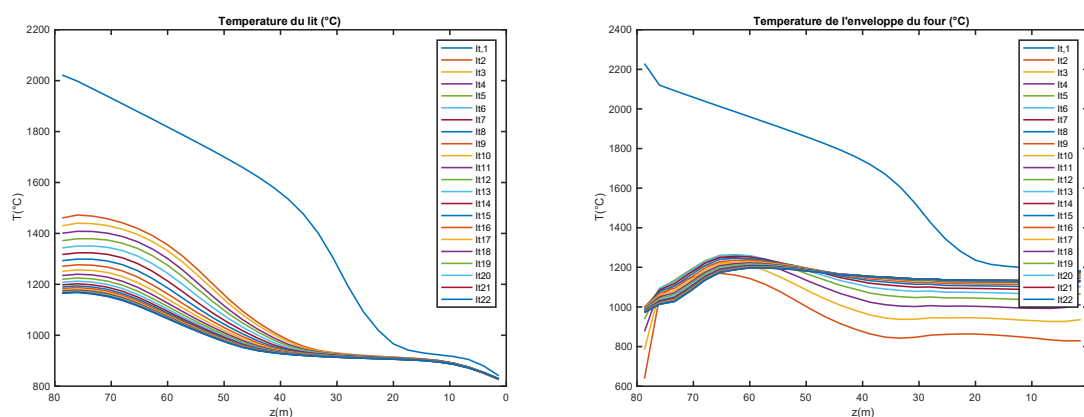 Temperature du lit (°C)
2200
2000
1800
1600
1400
1200
1000
800
T(°C)
80
70
60
50
40
30
20
10
0
z(m)
It,1
It2
It3
It4
It5
It6
It7
It8
It9
It10
It11
It12
It13
It14
It15
It16
It17
It18
It19
It20
It21
It22
Temperature de l'enveloppe du four (°C)
2400
2200
2000
1800
1600
1400
1200
1000
800
600
T(°C)
80
70
60
50
40
30
20
10
z(m)
It,1
It2
It3
It4
It5
It6
It7
It8
It9
It10
It11
It12
It13
It14
It15
It16
It17
It18
It19
It20
It21
It22